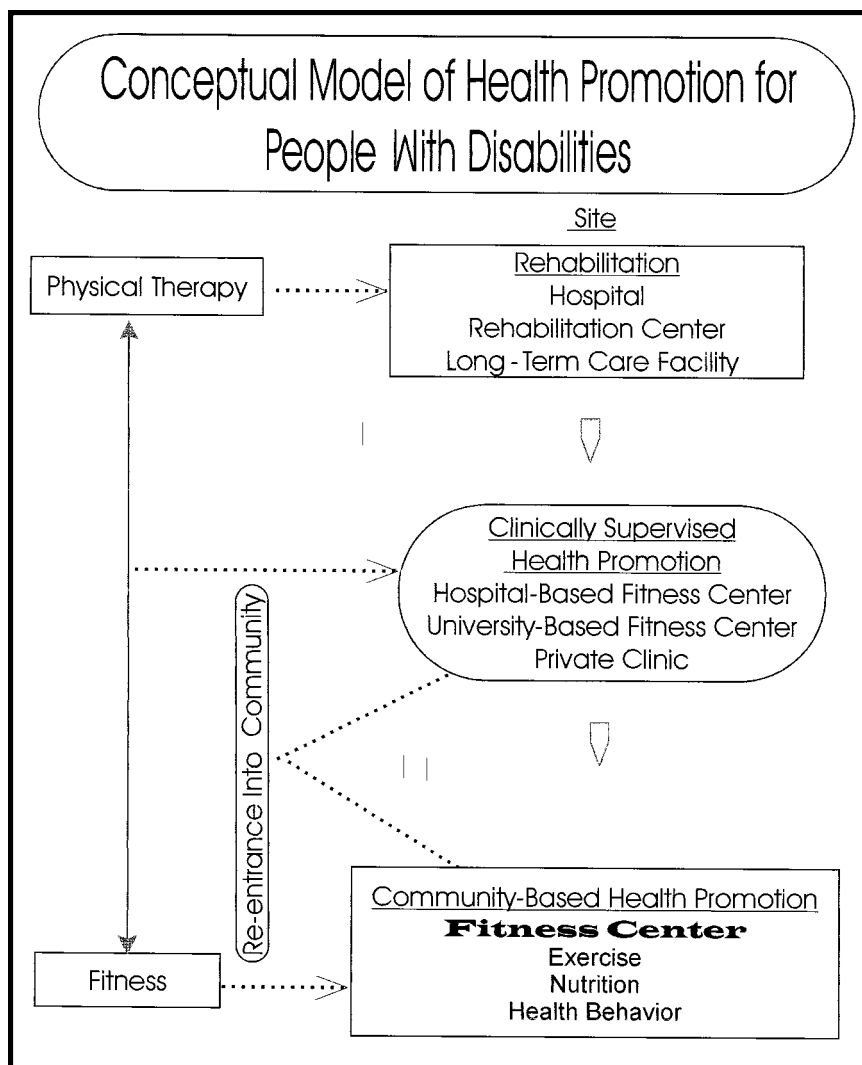 Conceptual Model of Health Promotion for
People With Disabilities
Site
Physical Therapy
Rehabilitation
Hospital
Rehabilitation Center
Long-Term Care Facility
I
Clinically Supervised
Health Promotion
Hospital-Based Fitness Center
University-Based Fitness Center
Private Clinic
Re-entrance Into Community
II
Community-Based Health Promotion
Fitness Center
Exercise
Nutrition
Health Behavior
Fitness